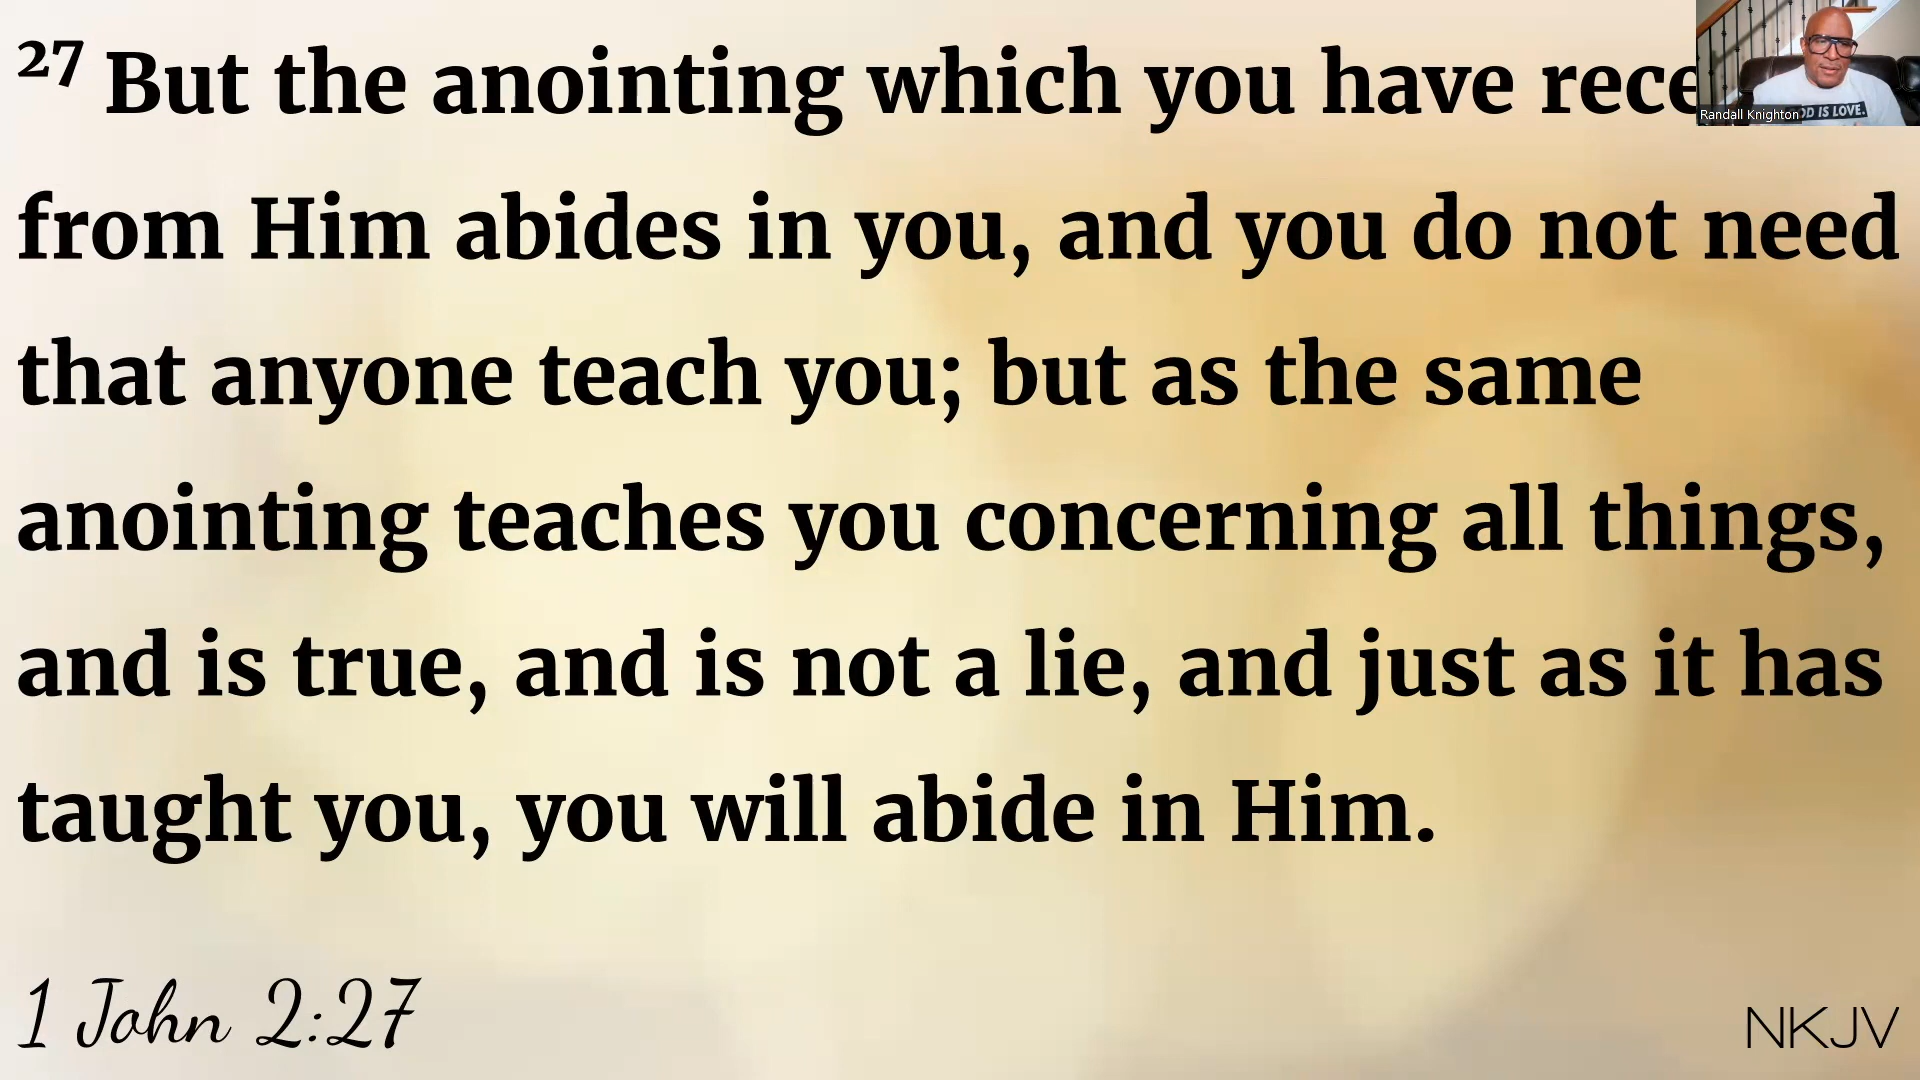 27 But the anointing which you have rece
from Him abides in you, and you do not need
that anyone teach you; but as the same
anointing teaches you concerning all things,
and is true, and is not a lie, and just as it has
taught you, you will abide in Him.
1 John 2:27
NKJV
Randall Knighton
OD IS LOVE.